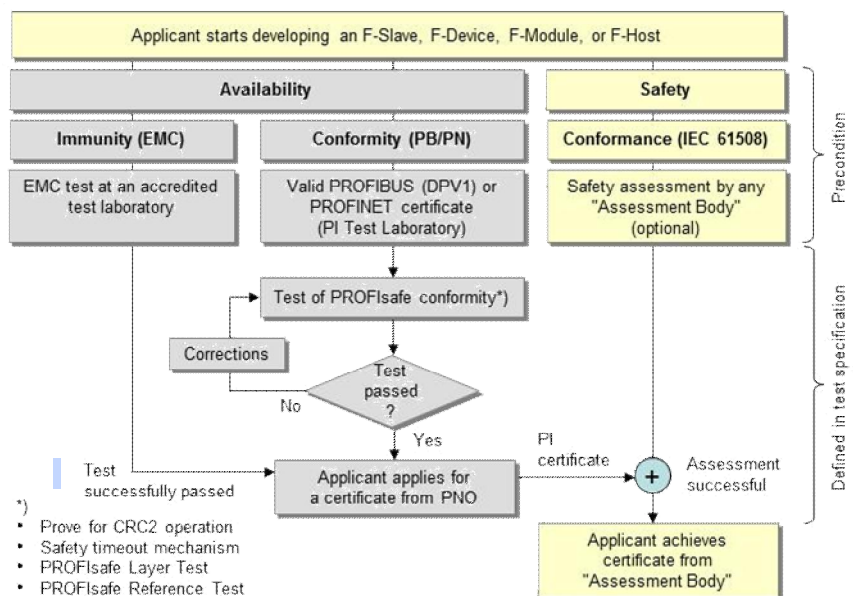 Applicant starts developing an F-Slave, F-Device, F-Module, or F-Host
Availability
Safety
Immunity (EMC)
Conformity (PB/PN)
Conformance (IEC 61508)
EMC test at an accredited
test laboratory
Valid PROFIBUS (DPV1) or
PROFINET certificate
(PI Test Laboratory)
Safety assessment by any
"Assessment Body"
(optional)
Precondition
Test of PROFIsafe conformity*)
Corrections
Test
passed
?
No
Yes
Defined in test specification
Test
successfully passed
Applicant applies for
a certificate from PNO
PI
certificate
+
Assessment
successful
Applicant achieves
certificate from
"Assessment Body"
*)
• Prove for CRC2 operation
• Safety timeout mechanism
• PROFIsafe Layer Test
• PROFIsafe Reference Test